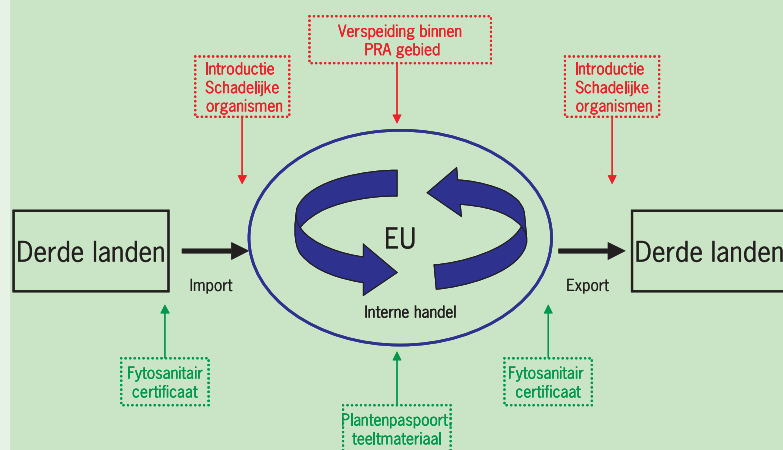 Verspeiding binnen
PRA gebied
Introductie
Schadelijke
organismen
Introductie
Schadelijke
organismen
Derde landen
Import
EU
Interne handel
Export
Derde landen
Fytosanitair
certificaat
Plantenpaspoort
teeltmateriaal
Fytosanitair
certificaat